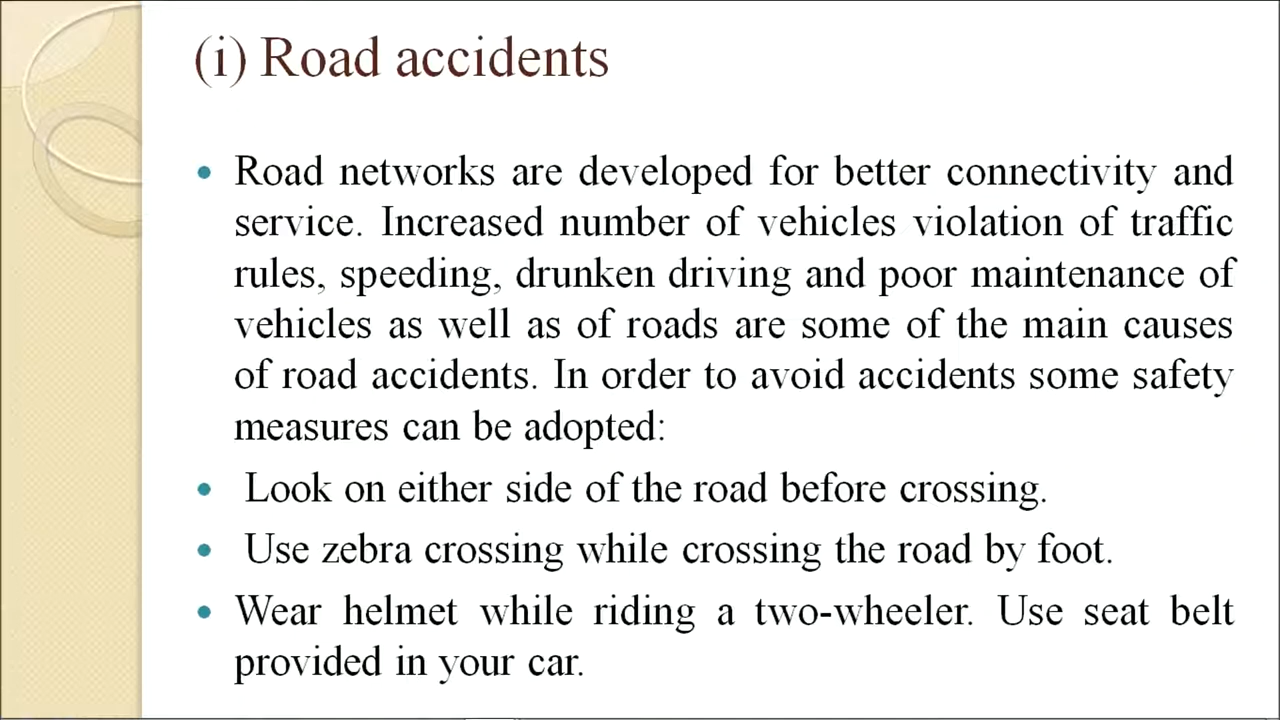 (i) Road accidents
• Road networks are developed for better connectivity and
service. Increased number of vehicles violation of traffic
rules, speeding, drunken driving and poor maintenance of
vehicles as well as of roads are some of the main causes
of road accidents. In order to avoid accidents some safety
measures can be adopted:
• Look on either side of the road before crossing.
• Use zebra crossing while crossing the road by foot.
• Wear helmet while riding a two-wheeler. Use seat belt
provided in your car.